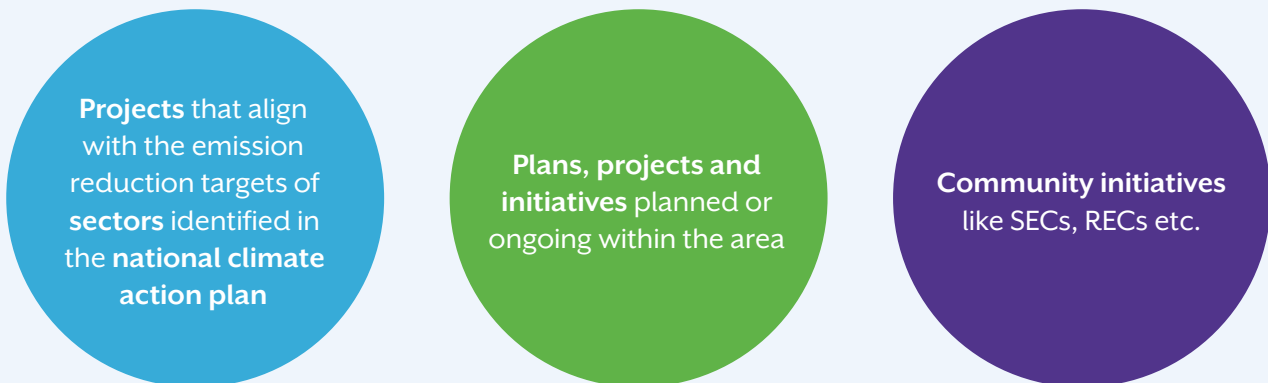 Projects that align
with the emission
reduction targets of
sectors identified in
the national climate
action plan
Plans, projects and
initiatives planned or
ongoing within the area
Community initiatives
like SECs, RECs etc.